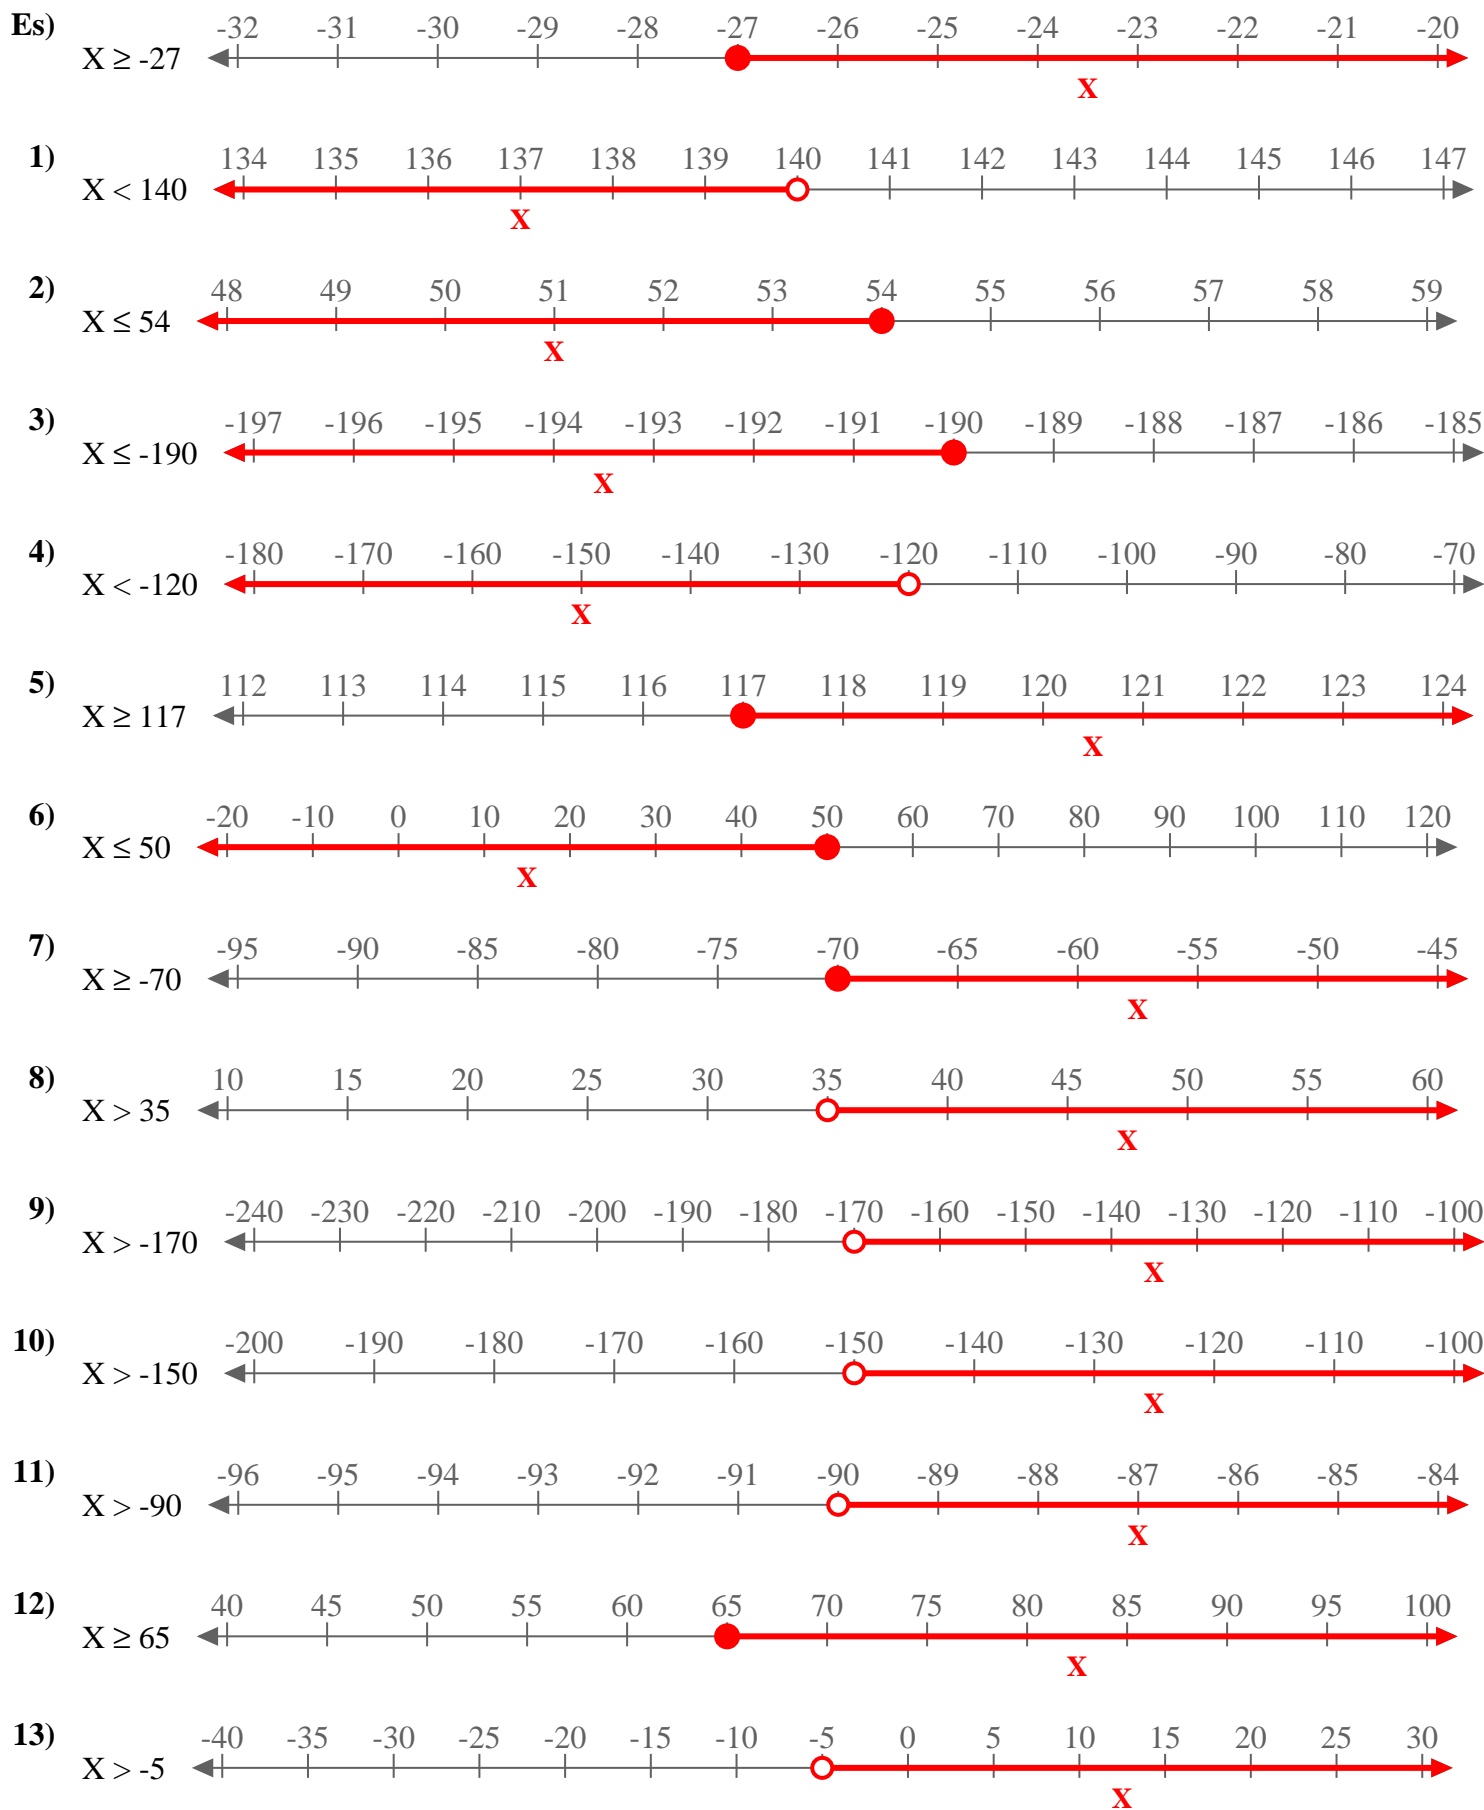 Es) -32 -31 -30 -29 -28 -27 -26 -25 -24 -23 -22 -21 -20
X ≥ -27
X
1) 134 135 136 137 138 139 140 141 142 143 144 145 146 147
X < 140
X
2) 48 49 50 51 52 53 54 55 56 57 58 59
X ≤ 54
X
3) -197 -196 -195 -194 -193 -192 -191 -190 -189 -188 -187 -186 -185
X ≤ -190
X
4) -180 -170 -160 -150 -140 -130 -120 -110 -100 -90 -80 -70
X < -120
X
5) 112 113 114 115 116 117 118 119 120 121 122 123 124
X ≥ 117
X
6) -20 -10 0 10 20 30 40 50 60 70 80 90 100 110 120
X ≤ 50
X
7) -95 -90 -85 -80 -75 -70 -65 -60 -55 -50 -45
X ≥ -70
X
8) 10 15 20 25 30 35 40 45 50 55 60
X > 35
X
9) -240 -230 -220 -210 -200 -190 -180 -170 -160 -150 -140 -130 -120 -110 -100
X > -170
X
10) -200 -190 -180 -170 -160 -150 -140 -130 -120 -110 -100
X > -150
X
11) -96 -95 -94 -93 -92 -91 -90 -89 -88 -87 -86 -85 -84
X > -90
X
12) 40 45 50 55 60 65 70 75 80 85 90 95 100
X ≥ 65
X
13) -40 -35 -30 -25 -20 -15 -10 -5 0 5 10 15 20 25 30
X > -5
X